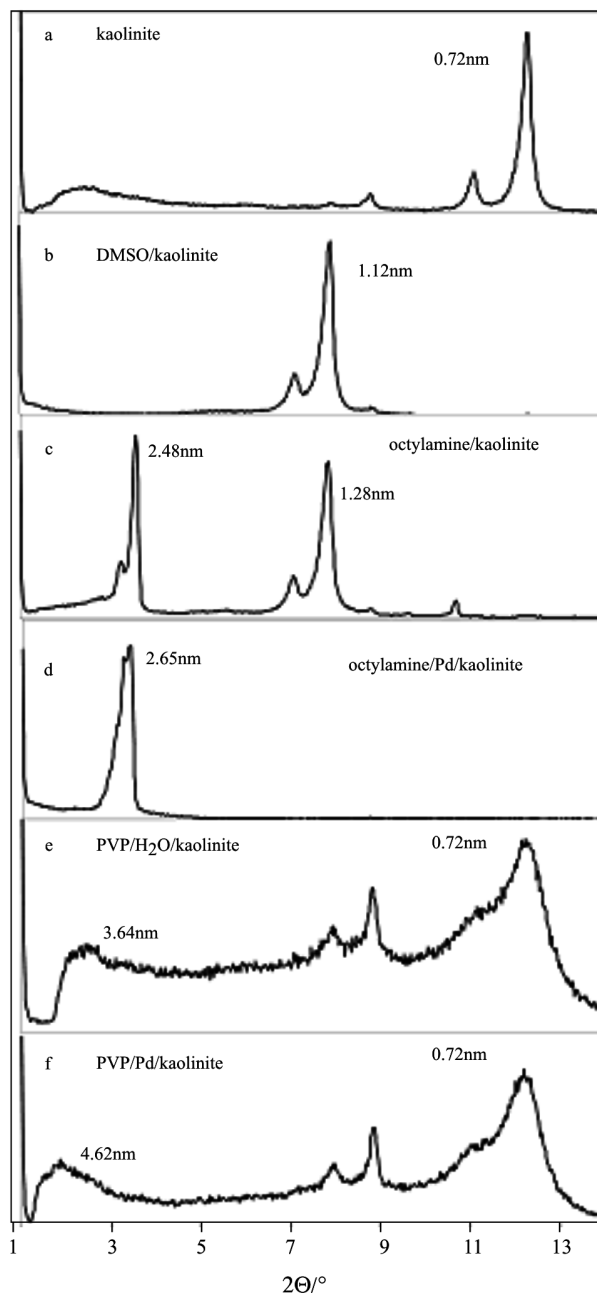 a kaolinite
0.72nm
b DMSO/kaolinite
1.12nm
c octylamine/kaolinite
2.48nm
1.28nm
d octylamine/Pd/kaolinite
2.65nm
e PVP/H₂O/kaolinite
0.72nm
3.64nm
f PVP/Pd/kaolinite
0.72nm
4.62nm
1 3 5 7 9 11 13
2Θ/°